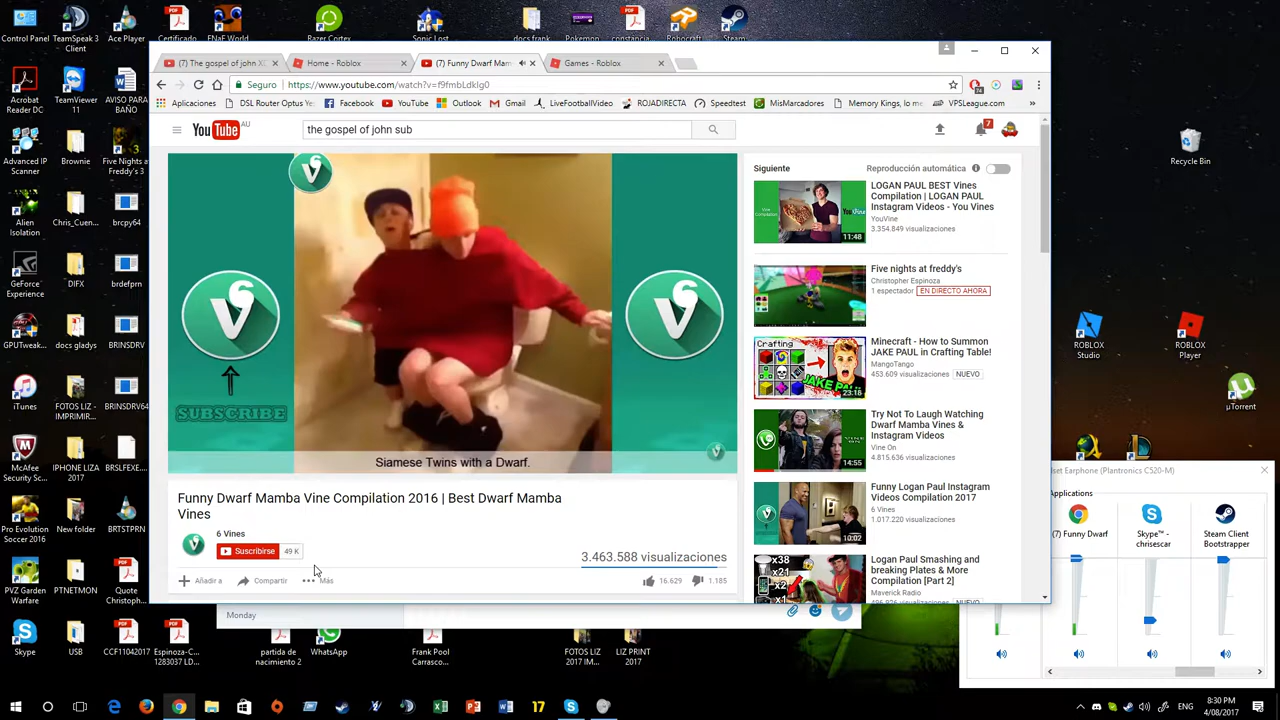 Control Panel
TeamSpeak 3
Client
Ace Player
Certificado
FNaF World
Razer Cortex
Sonic Lost
docs frank
Pokemon
constancia
Robocraft
Steam
(7) The gospel of john X
Home - Roblox
(7) Funny Dwarf Mam
Games - Roblox
Seguro
https://www.youtube.com/watch?v=f9fmbLdklg0
Aplicaciones
DSL Router Optus
Facebook
YouTube
Outlook
Gmail
LiveFootballVideo
ROJADIRECTA
Speedtest
MisMarcadores
Memory Kings, lo me
VPSLeague.com
YouTube AU
the gospel of john sub
7
SUBSCRIBE
Siamese Twins with a Dwarf.
Funny Dwarf Mamba Vine Compilation 2016 | Best Dwarf Mamba
Vines
6 Vines
Suscribirse
49 K
3.463.588 visualizaciones
Añadir a
Compartir
Más
16.629
1.185
Siguiente
Reproducción automática
LOGAN PAUL BEST Vines
Compilation | LOGAN PAUL
Instagram Videos - You Vines
YouVine
3.354.849 visualizaciones
11:48
Five nights at freddy's
Christopher Espinoza
1 espectador
EN DIRECTO AHORA
Crafting
JAKE PAUL
Minecraft - How to Summon
JAKE PAUL in Crafting Table!
MangoTango
453.609 visualizaciones
NUEVO
23:18
Try Not To Laugh Watching
Dwarf Mamba Vines &
Instagram Videos
Vine On
4.815.636 visualizaciones
14:55
Funny Logan Paul Instagram
Videos Compilation 2017
6 Vines
1.017.220 visualizaciones
10:02
x38
x21
Logan Paul Smashing and
breaking Plates & More
Compilation [Part 2]
Maverick Radio
NUEVO
Acrobat
Reader DC
TeamViewer
AVISO PARA
BAÑO
Advanced IP
Scanner
Brownie
Five Nights at
Freddy's 3
Alien
Isolation
Chris_Cuen...
brcpy64
GeForce
Experience
DIFX
brdefprn
GPUTweak...
docs gladys
BRINSDRV
iTunes
FOTOS LIZ -
IMPRIMIR...
BRINSDRV64
McAfee
Security Sc...
IPHONE LIZA
2017
BRSLFEXE...
Pro Evolution
Soccer 2016
New folder
BRTSTPRN
PVZ Garden
Warfare
PTNETMON
Quote
Christoph...
Skype
USB
CCF11042017
Espinoza-C...
1283037 LD...
partida de
nacimiento 2
WhatsApp
Frank Pool
Carrasco...
FOTOS LIZ
2017 IM...
LIZ PRINT
2017
Monday
Recycle Bin
ROBLOX
Studio
ROBLOX
Player
µTorrent
lset Earphone (Plantronics C520-M)
Applications
(7) Funny Dwarf
Skype™ -
chrisescar
Steam Client
Bootstrapper
17
8:30 PM
4/08/2017